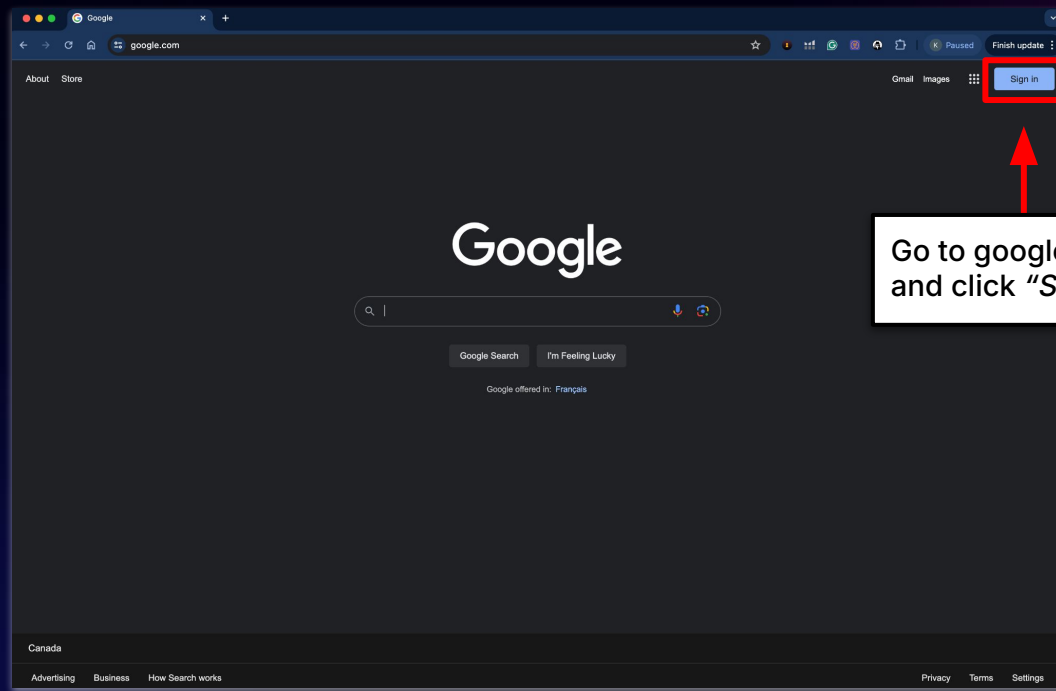 Google
google.com
K Paused
Finish update
About Store
Gmail Images
Sign in
Google
Go to
and click
Google Search I'm Feeling Lucky
Google offered in: Français
Canada
Advertising Business How Search works
Privacy Terms Settings